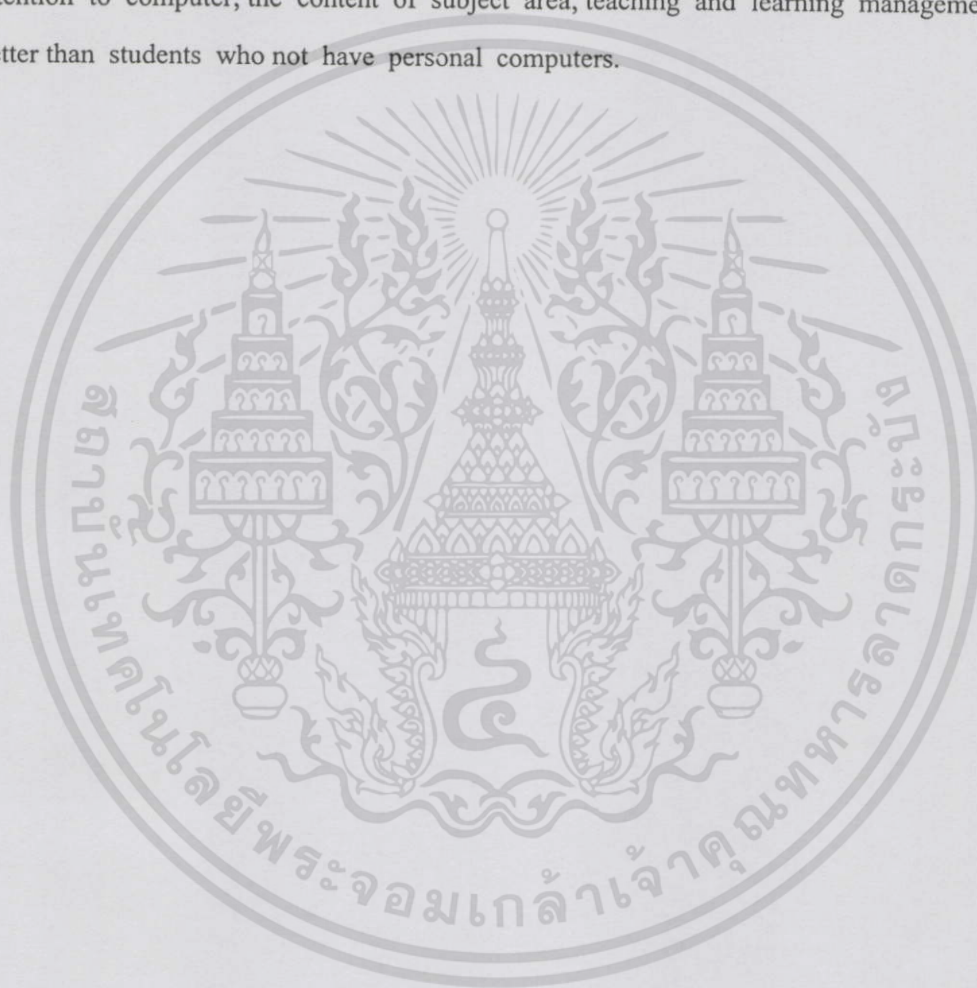 to computer, the content of subject area, teaching and learning
than students who not have personal computers.
สถาบันเทคโนโลยีพระจอมเกล้าเจ้าคุณทหารลาดกระบัง
๔